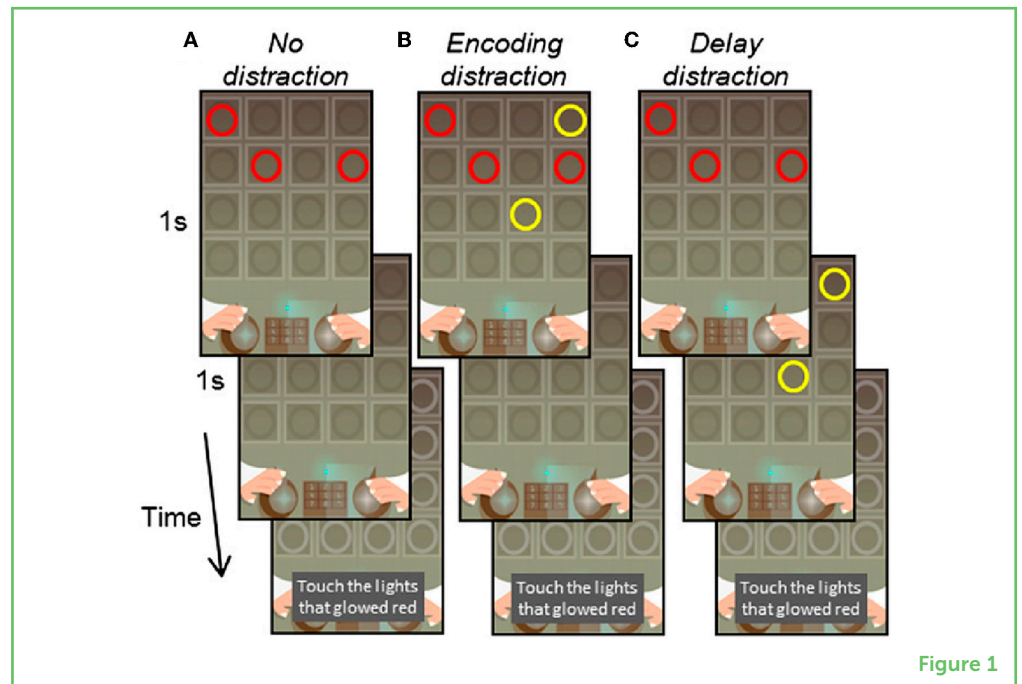 A
No
distraction
B
Encoding
distraction
C
Delay
distraction
1s
1s
Time
Touch the lights
that glowed red
Touch the lights
that glowed red
Touch the lights
that glowed red
Figure 1